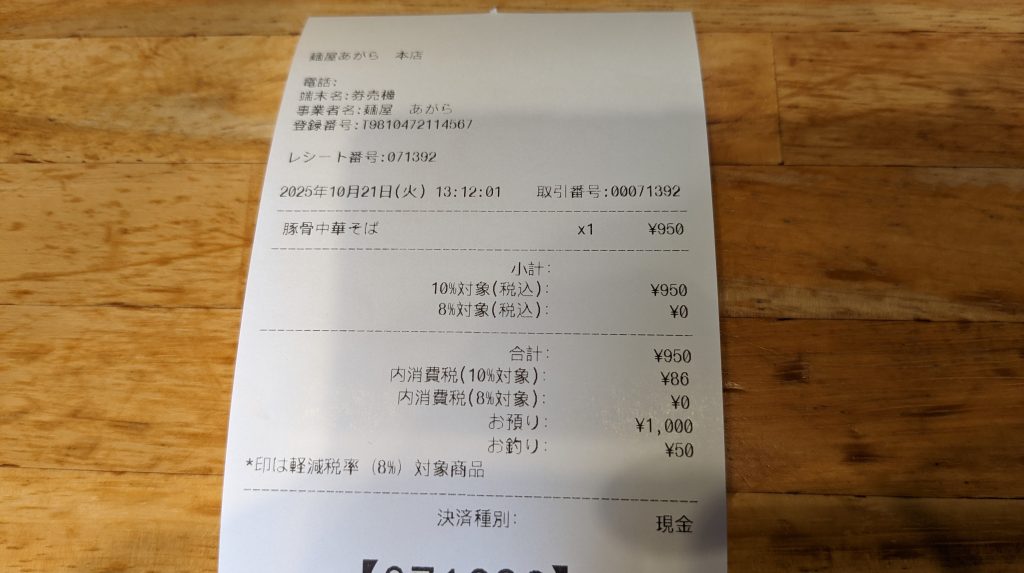 麺屋あがら　本店
電話:
端末名:券売機
事業者名:麺屋　あがら
登録番号:T9810472114567
レシート番号:071392
2025年10月21日(火) 13:12:01 取引番号:00071392
豚骨中華そば x1 ¥950
小計:
10%対象(税込): ¥950
8%対象(税込): ¥0
合計: ¥950
内消費税(10%対象): ¥86
内消費税(8%対象): ¥0
お預り: ¥1,000
お釣り: ¥50
*印は軽減税率（8%）対象商品
決済種別: 現金